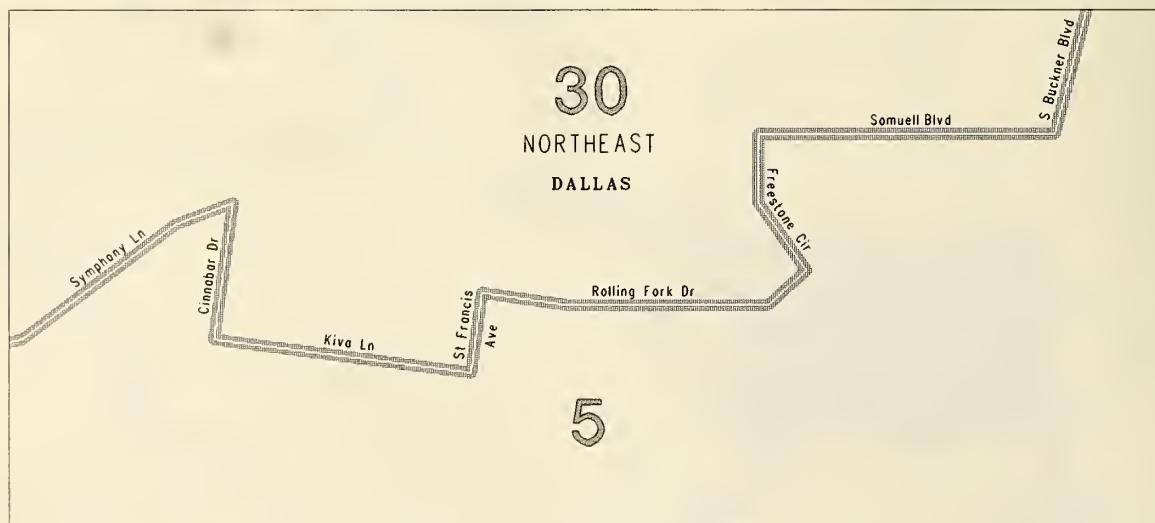 30
NORTHEAST
DALLAS
S Buckner Blvd
Samuell Blvd
Freestone Cir
Symphony Ln
Cinnabar Dr
Rolling Fork Dr
St Francis
Ave
Kiva Ln
5